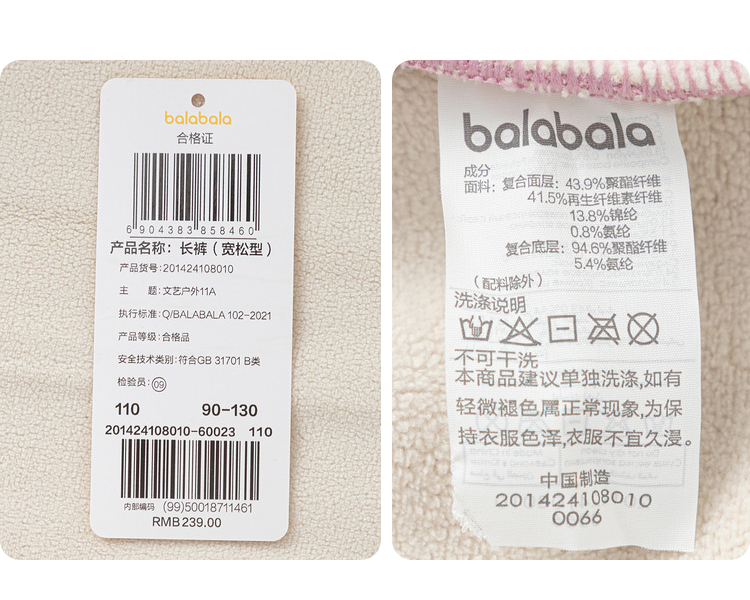 balabala
合格证
6 904383 858460
产品名称：长裤（宽松型）
产品货号：201424108010
主 题：文艺户外11A
执行标准：Q/BALABALA 102-2021
产品等级：合格品
安全技术类别：符合GB 31701 B类
检验员：09
110 90-130
201424108010-60023 110
内部编码 (99)50018711461
RMB239.00
balabala
成分
面料：复合面层：43.9%聚酯纤维
41.5%再生纤维素纤维
13.8%锦纶
0.8%氨纶
复合底层：94.6%聚酯纤维
5.4%氨纶
（配料除外）
洗涤说明
不可干洗
本商品建议单独洗涤,如有
轻微褪色属正常现象,为保
持衣服色泽,衣服不宜久漫。
中国制造
201424108010
0066